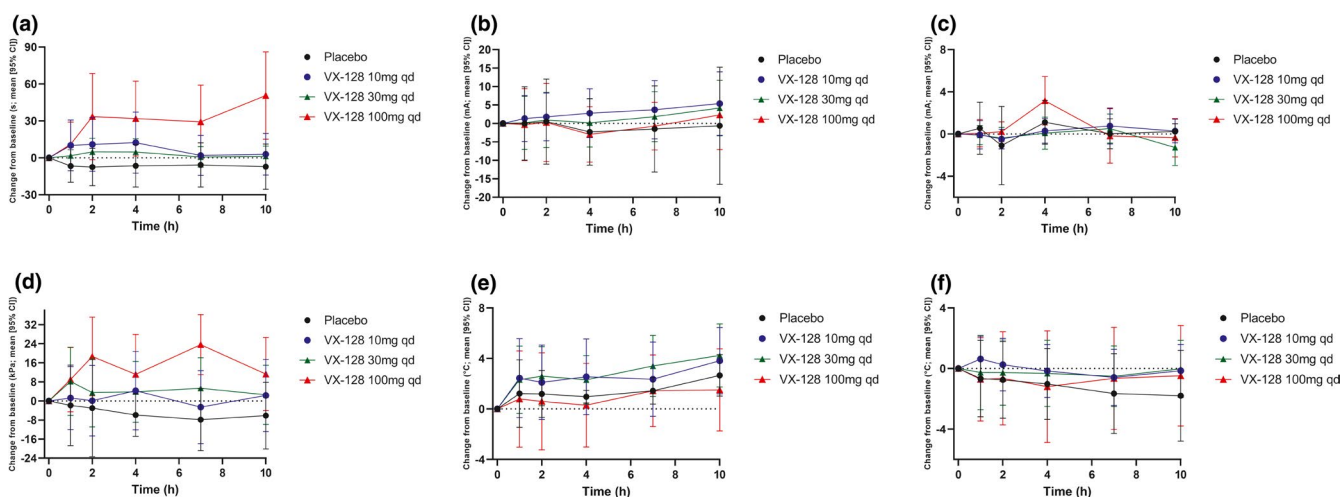 (a)
Change from baseline (s; mean [95% CI])
90
60
30
0
-30
0 2 4 6 8 10
Time (h)
Placebo
VX-128 10mg qd
VX-128 30mg qd
VX-128 100mg qd
(b)
Change from baseline (mA; mean [95% CI])
20
15
10
5
0
-5
-10
-15
-20
0 2 4 6 8 10
Time (h)
Placebo
VX-128 10mg qd
VX-128 30mg qd
VX-128 100mg qd
(c)
Change from baseline (mA; mean [95% CI])
8
4
0
-4
0 2 4 6 8 10
Time (h)
Placebo
VX-128 10mg qd
VX-128 30mg qd
VX-128 100mg qd
(d)
Change from baseline (kPa; mean [95% CI])
32
24
16
8
0
-8
-16
-24
0 2 4 6 8 10
Time (h)
Placebo
VX-128 10mg qd
VX-128 30mg qd
VX-128 100mg qd
(e)
Change from baseline (°C; mean [95% CI])
8
4
0
-4
0 2 4 6 8 10
Time (h)
Placebo
VX-128 10mg qd
VX-128 30mg qd
VX-128 100mg qd
(f)
Change from baseline (°C; mean [95% CI])
4
0
-4
-6
0 2 4 6 8 10
Time (h)
Placebo
VX-128 10mg qd
VX-128 30mg qd
VX-128 100mg qd